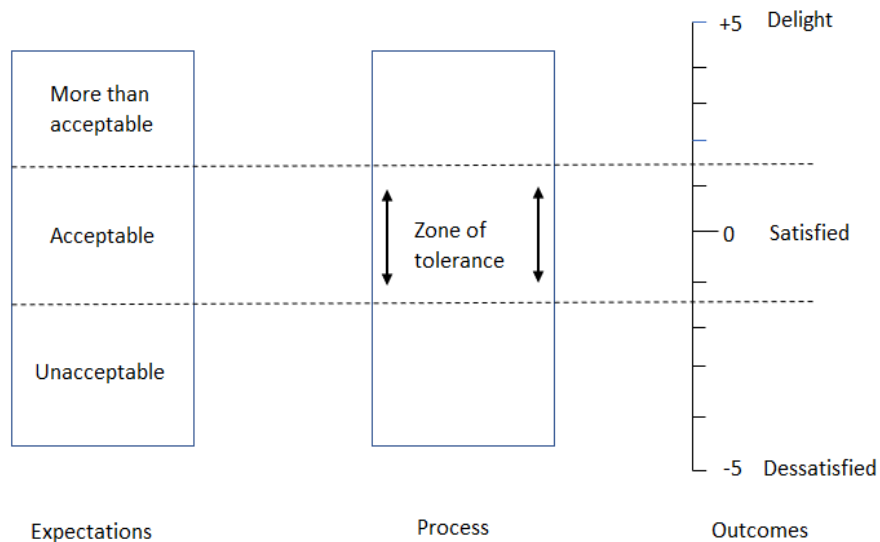 +5 Delight
More than
acceptable
Acceptable
Zone of
tolerance
0 Satisfied
Unacceptable
-5 Dessatisfied
Expectations
Process
Outcomes